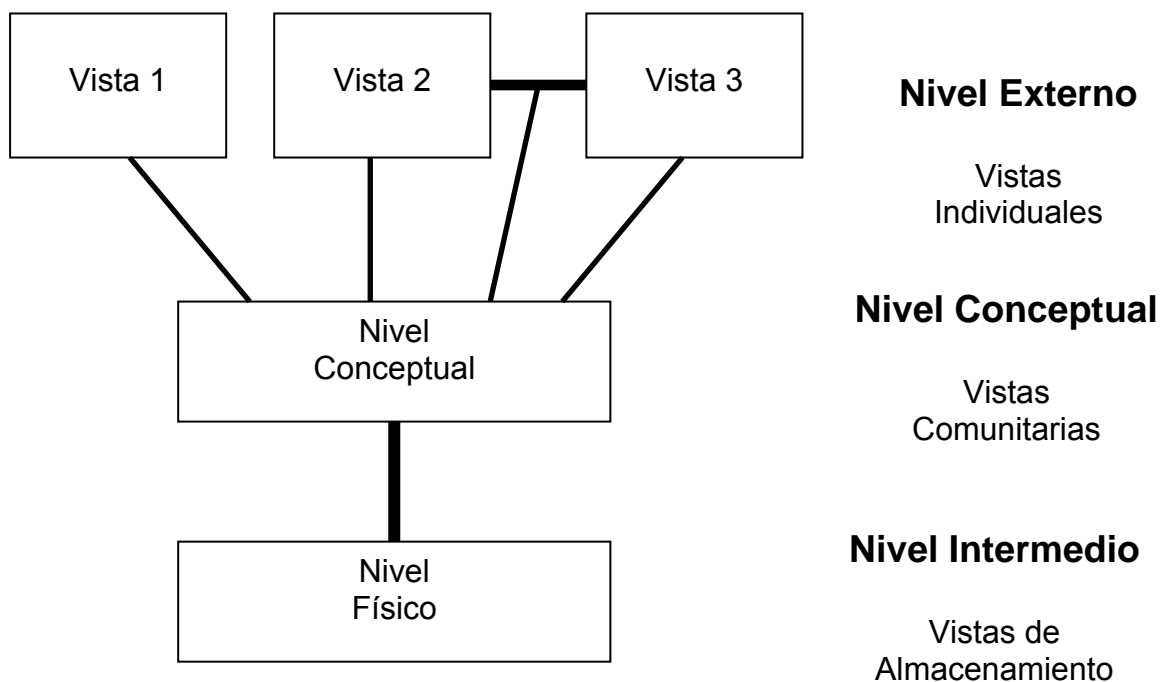 Vista 1
Vista 2
Vista 3
Nivel Externo
Vistas
Individuales
Nivel
Conceptual
Nivel Conceptual
Vistas
Comunitarias
Nivel
Físico
Nivel Intermedio
Vistas de
Almacenamiento